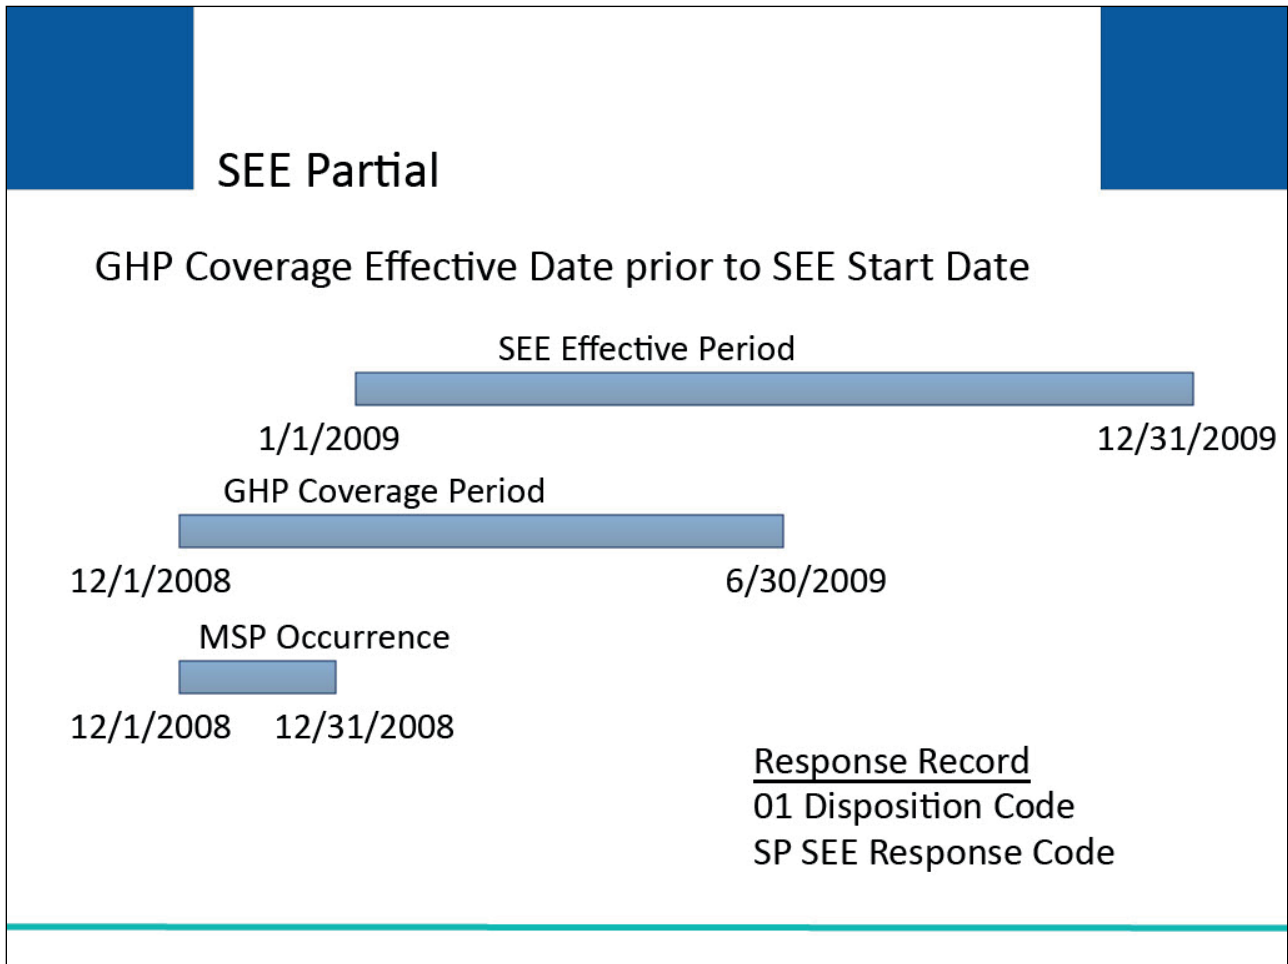 SEE Partial
GHP Coverage Effective Date prior to SEE Start Date
SEE Effective Period
1/1/2009 12/31/2009
GHP Coverage Period
12/1/2008 6/30/2009
MSP Occurrence
12/1/2008 12/31/2008
Response Record
01 Disposition Code
SP SEE Response Code